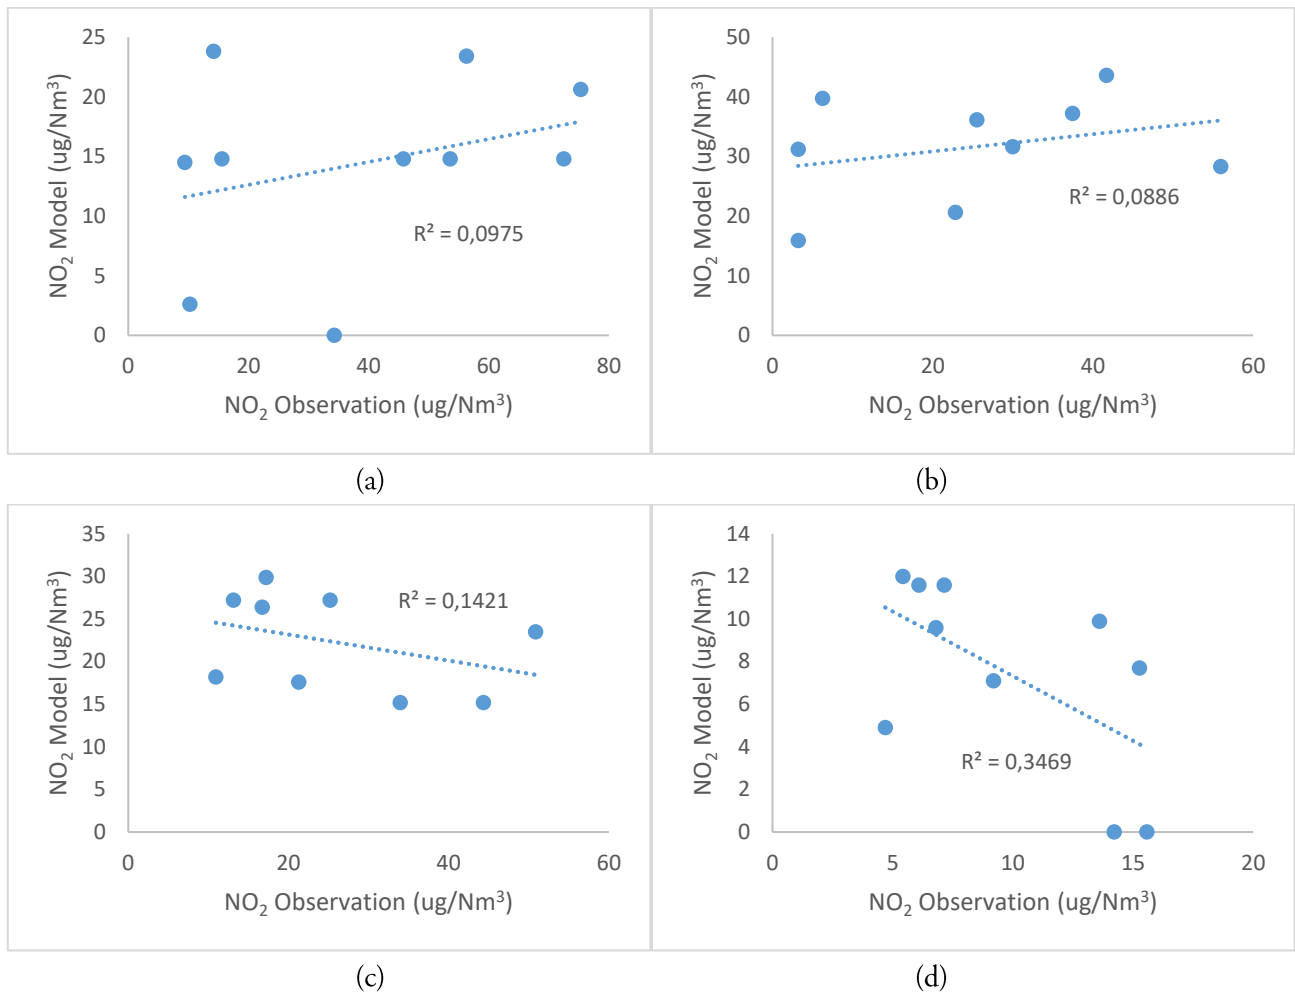 25
20
15
10
5
0
0 20 40 60 80
NO₂ Model (ug/Nm³)
NO₂ Observation (ug/Nm³)
R² = 0,0975
(a)
50
40
30
20
10
0
0 20 40 60
NO₂ Model (ug/Nm³)
NO₂ Observation (ug/Nm³)
R² = 0,0886
(b)
35
30
25
20
15
10
5
0
0 20 40 60
NO₂ Model (ug/Nm³)
NO₂ Observation (ug/Nm³)
R² = 0,1421
(c)
14
12
10
8
6
4
2
0
0 5 10 15 20
NO₂ Model (ug/Nm³)
NO₂ Observation (ug/Nm³)
R² = 0,3469
(d)